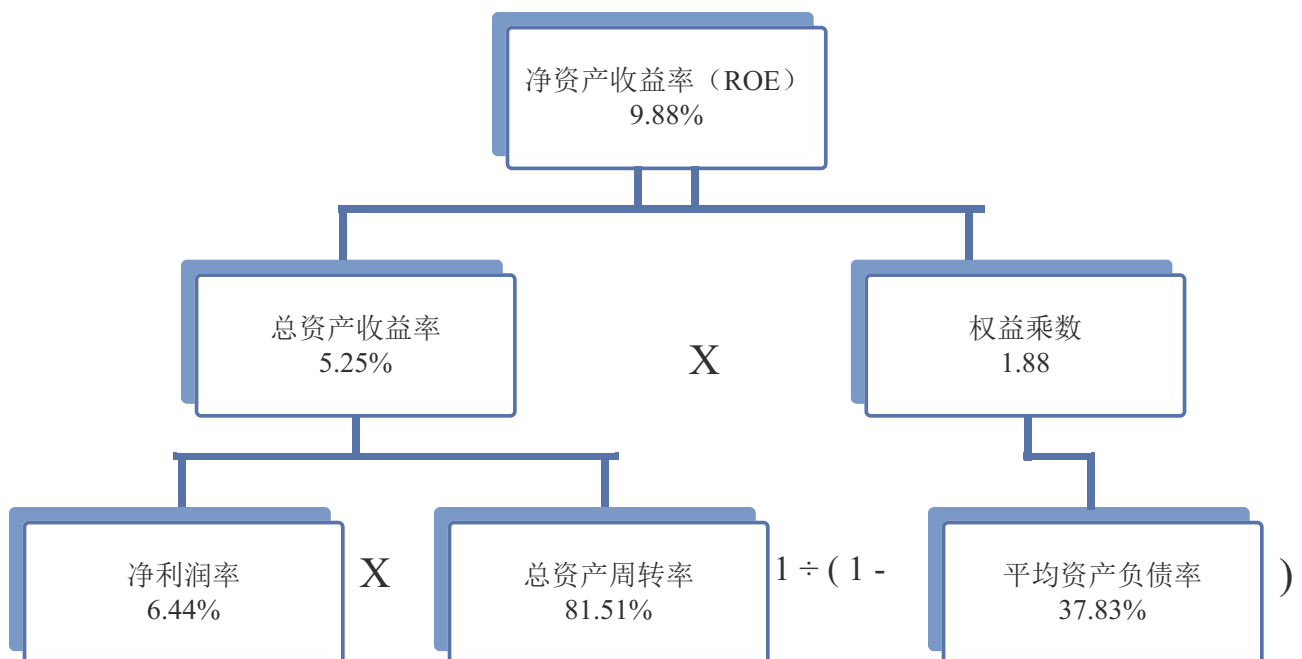 净资产收益率（ROE）
9.88%
总资产收益率
5.25%
X
权益乘数
1.88
净利润率
6.44%
X
总资产周转率
81.51%
1 ÷ ( 1 -
平均资产负债率
37.83%
)